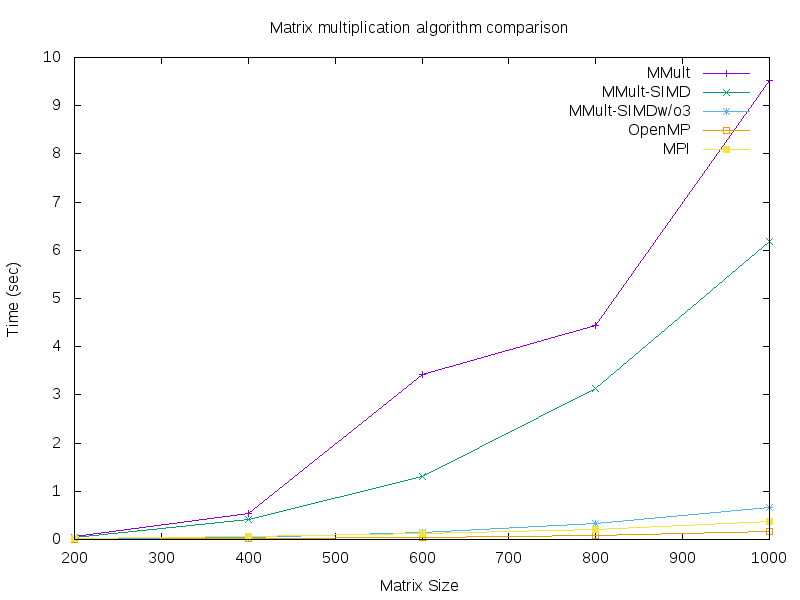 Matrix multiplication algorithm comparison
10
9
8
7
6
5
4
3
2
1
0
Time (sec)
MMult
MMult-SIMD
MMult-SIMDw/o3
OpenMP
MPI
200 300 400 500 600 700 800 900 1000
Matrix Size